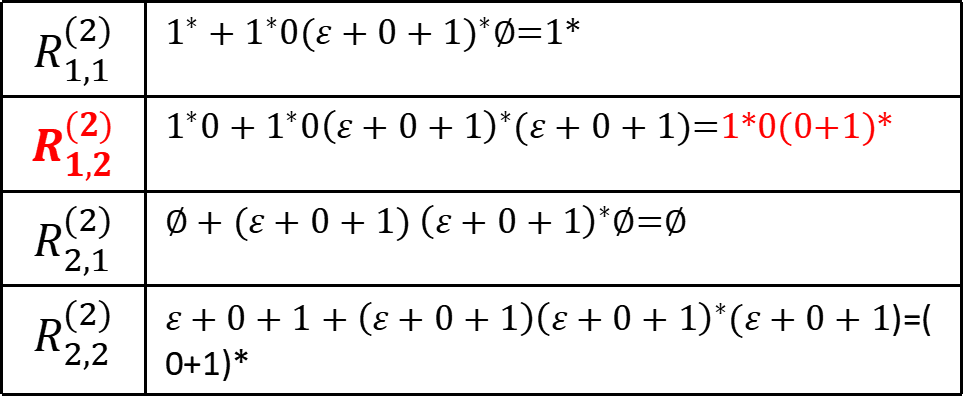 R^{(2)}_{1,1} 1* + 1*0(ε + 0 + 1)*∅=1*
R^{(2)}_{1,2} 1*0 + 1*0(ε + 0 + 1)*(ε + 0 + 1)=1*0(0+1)*
R^{(2)}_{2,1} ∅ + (ε + 0 + 1) (ε + 0 + 1)*∅=∅
R^{(2)}_{2,2} ε + 0 + 1 + (ε + 0 + 1)(ε + 0 + 1)*(ε + 0 + 1)=(
0+1)*